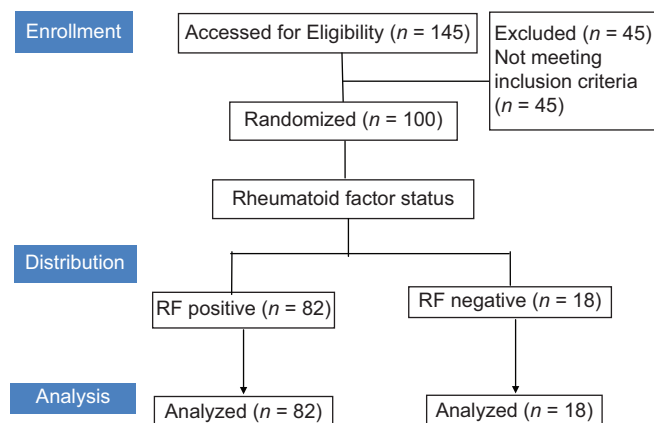 Enrollment
Accessed for Eligibility (n = 145)
Excluded (n = 45)
Not meeting
inclusion criteria
(n = 45)
Randomized (n = 100)
Rheumatoid factor status
Distribution
RF positive (n = 82)
RF negative (n = 18)
Analysis
Analyzed (n = 82)
Analyzed (n = 18)